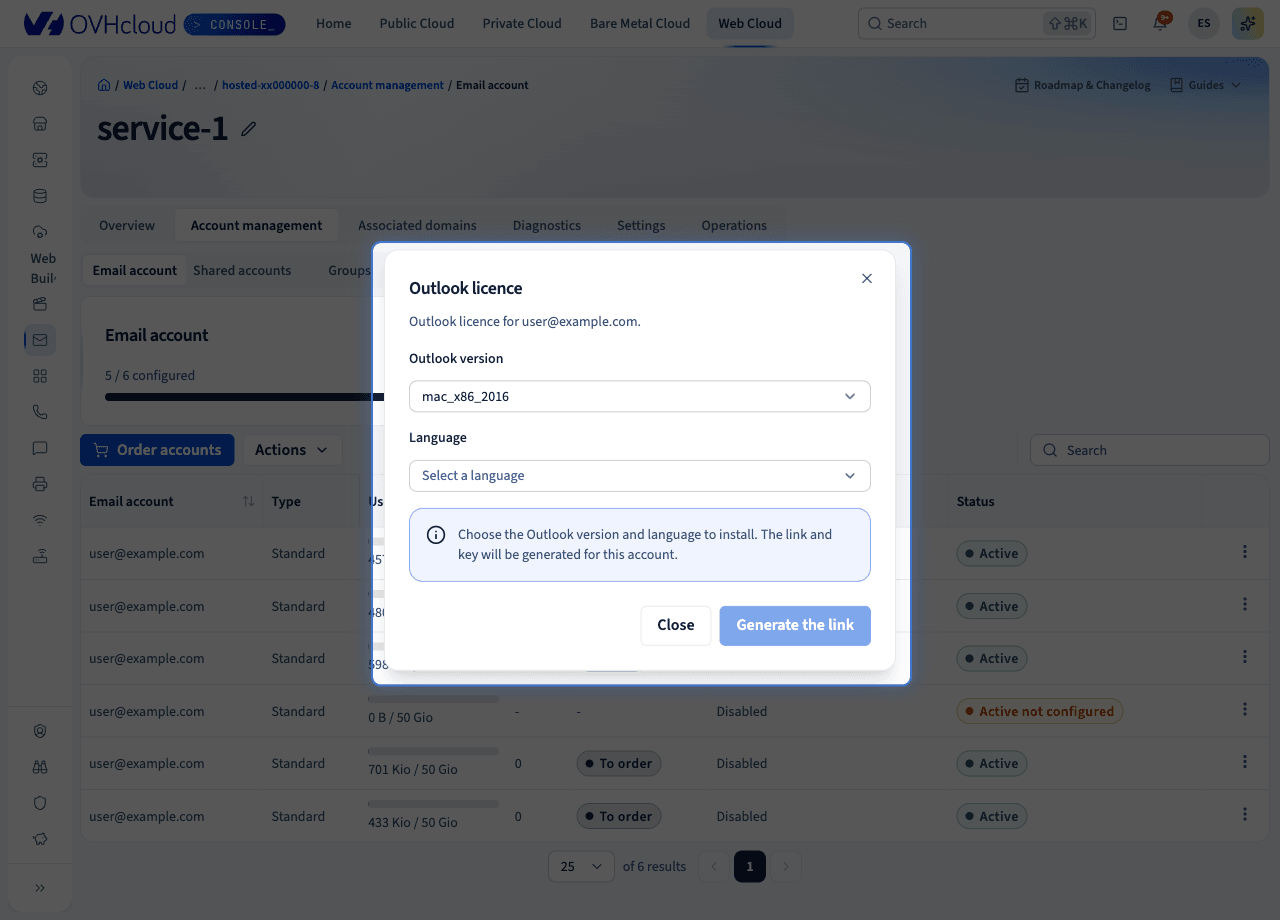 OVHcloud
CONSOLE_
Home
Public Cloud
Private Cloud
Bare Metal Cloud
Web Cloud
Search
⇧⌘K
9+
ES
/ Web Cloud / ... / hosted-xx000000-8 / Account management / Email account
Roadmap & Changelog
Guides
service-1
Overview
Account management
Associated domains
Diagnostics
Settings
Operations
Web
Email account
Shared accounts
Groups
Email account
5 / 6 configured
Order accounts
Actions
Search
Outlook licence
Outlook licence for user@example.com.
Outlook version
mac_x86_2016
Language
Select a language
Choose the Outlook version and language to install. The link and
key will be generated for this account.
Close
Generate the link
Email account
Type
Status
user@example.com
Standard
Active
user@example.com
Standard
Active
user@example.com
Standard
Active
user@example.com
Standard
0 B / 50 Gio
-
-
Disabled
Active not configured
user@example.com
Standard
701 Kio / 50 Gio
0
To order
Disabled
Active
user@example.com
Standard
433 Kio / 50 Gio
0
To order
Disabled
Active
25
of 6 results
1